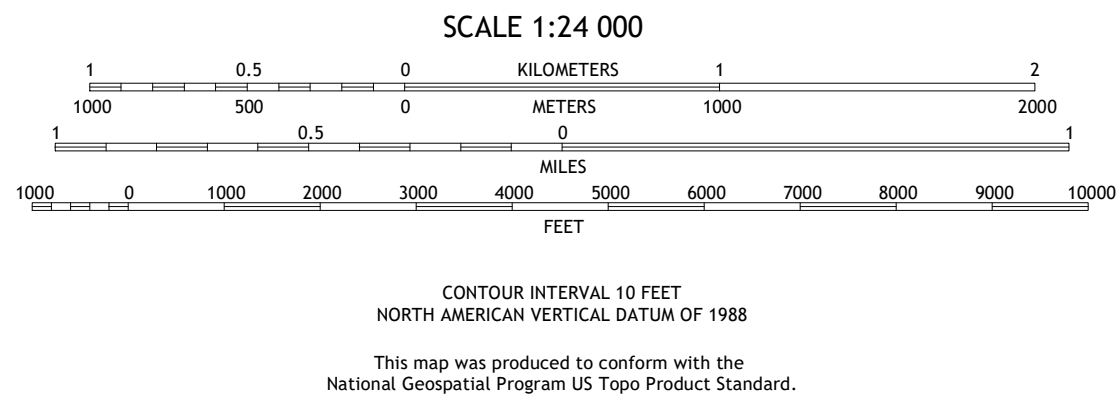 SCALE 1:24 000
1 0.5 0 KILOMETERS 1 2
1000 500 0 METERS 1000 2000
1 0.5 0 1
MILES
1000 0 1000 2000 3000 4000 5000 6000 7000 8000 9000 10000
FEET
CONTOUR INTERVAL 10 FEET
NORTH AMERICAN VERTICAL DATUM OF 1988
This map was produced to conform with the
National Geospatial Program US Topo Product Standard.